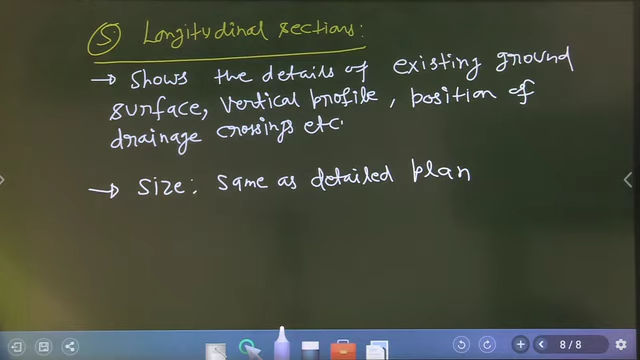 (5) Longitudinal sections:
→ Shows the details of existing ground
surface, vertical profile, position of
drainage crossings etc.
→ Size: same as detailed plan
8/8